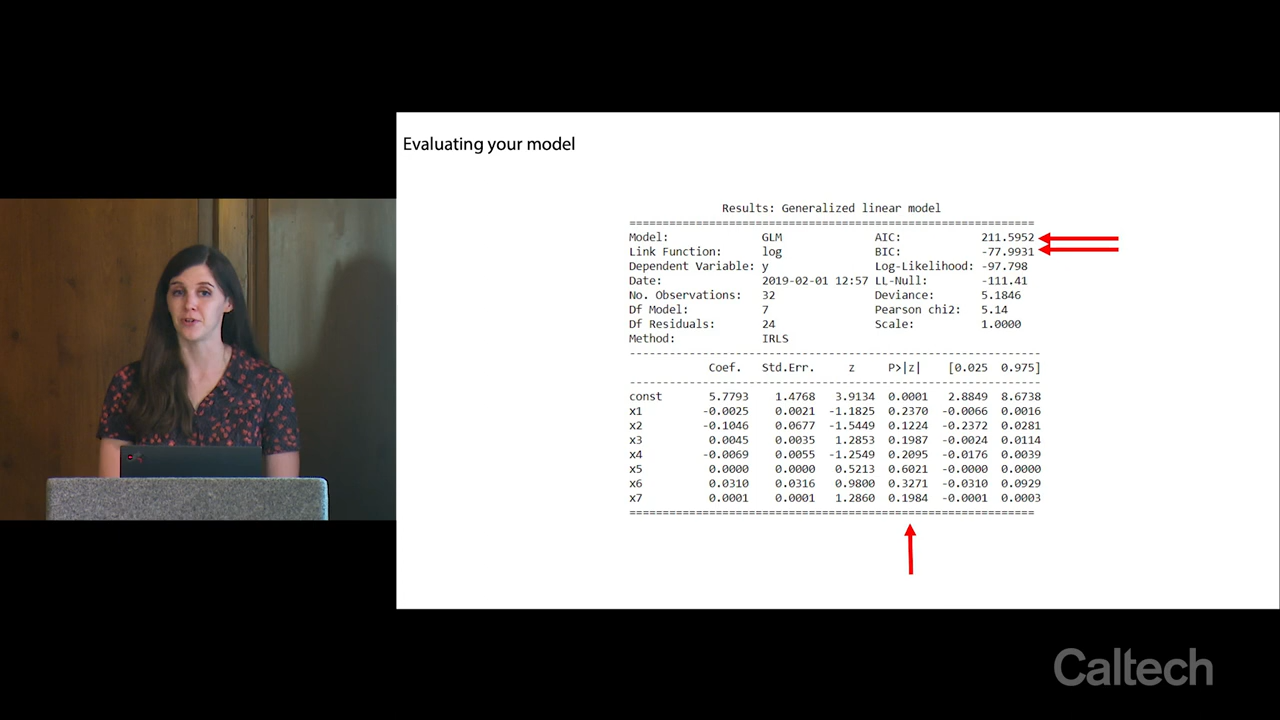 Evaluating your model
Results: Generalized linear model
=============================================================
Model: GLM AIC: 211.5952
Link Function: log BIC: -77.9931
Dependent Variable: y Log-Likelihood: -97.798
Date: 2019-02-01 12:57 LL-Null: -111.41
No. Observations: 32 Deviance: 5.1846
Df Model: 7 Pearson chi2: 5.14
Df Residuals: 24 Scale: 1.0000
Method: IRLS
--------------------------------------------------------------
Coef. Std.Err. z P>|z| [0.025 0.975]
--------------------------------------------------------------
const 5.7793 1.4768 3.9134 0.0001 2.8849 8.6738
x1 -0.0025 0.0021 -1.1825 0.2370 -0.0066 0.0016
x2 -0.1046 0.0677 -1.5449 0.1224 -0.2372 0.0281
x3 0.0045 0.0035 1.2853 0.1987 -0.0024 0.0114
x4 -0.0069 0.0055 -1.2549 0.2095 -0.0176 0.0039
x5 0.0000 0.0000 0.5213 0.6021 -0.0000 0.0000
x6 0.0310 0.0316 0.9800 0.3271 -0.0310 0.0929
x7 0.0001 0.0001 1.2860 0.1984 -0.0001 0.0003
=============================================================
Caltech